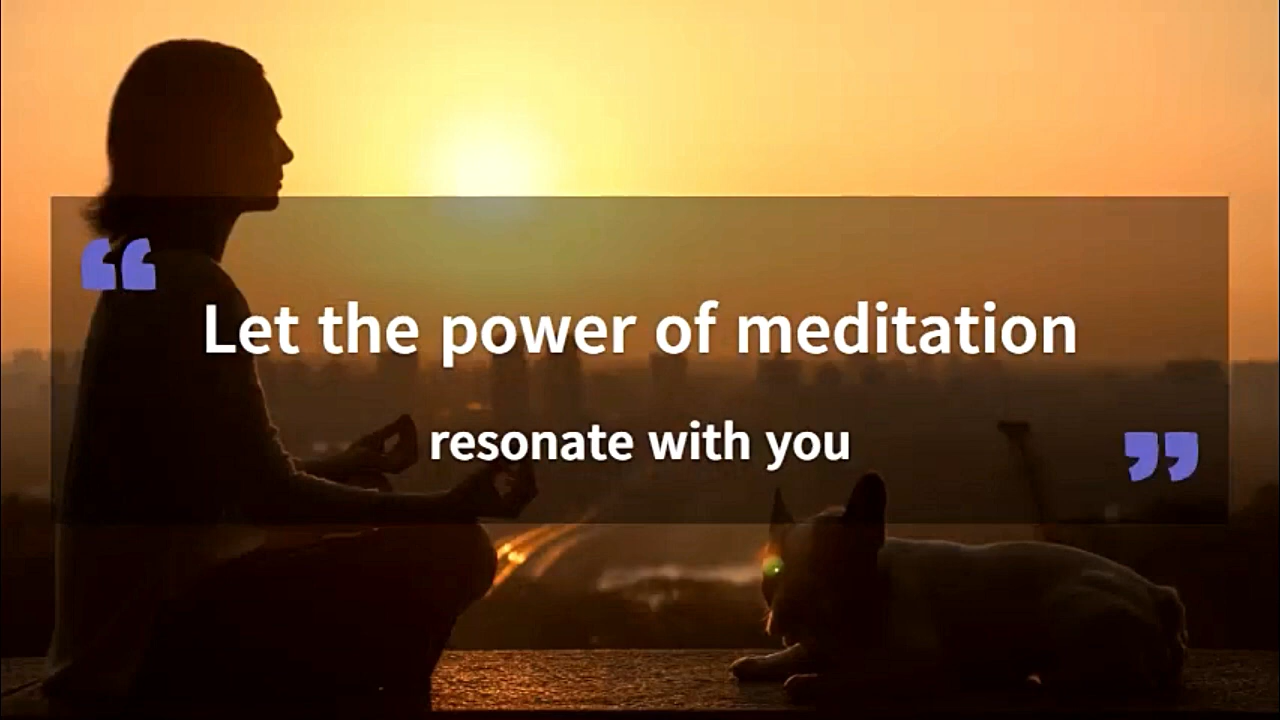 “
Let the power of meditation
resonate with you
”